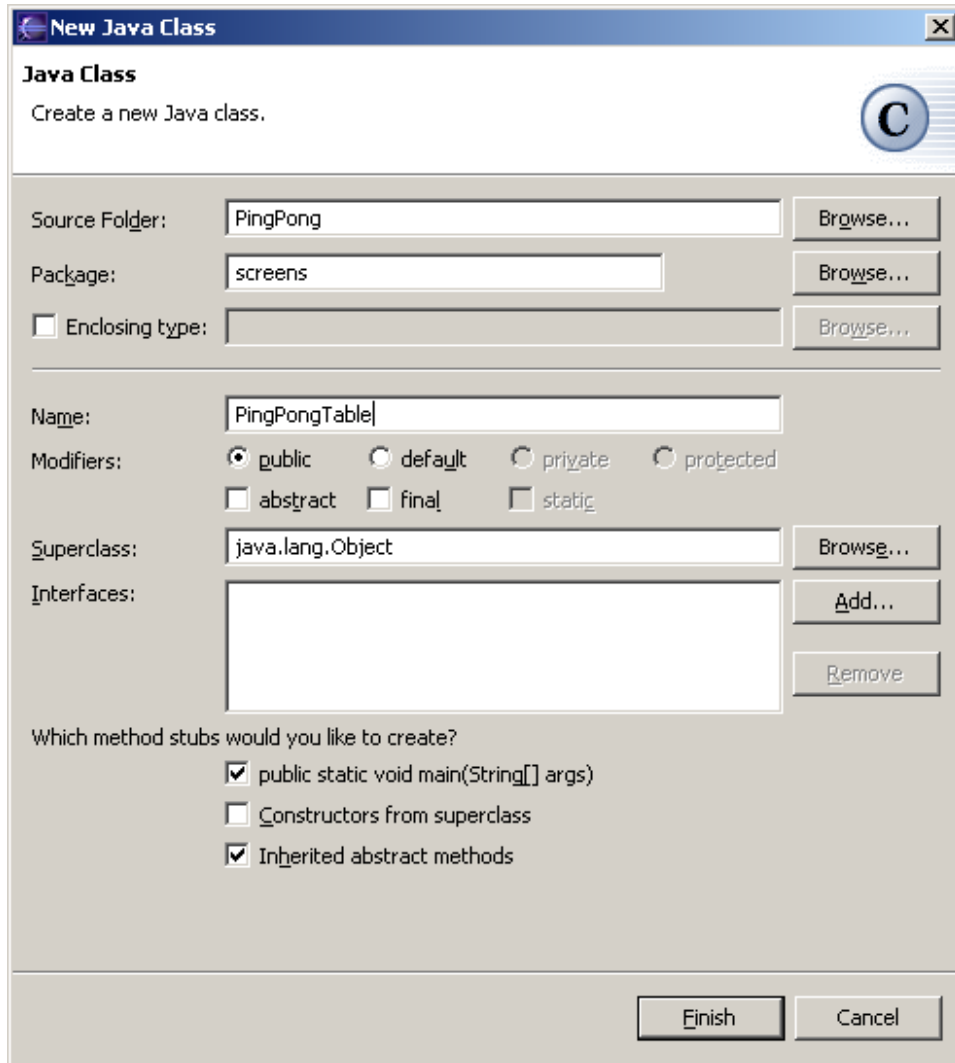 New Java Class
Java Class
Create a new Java class.
C
Source Folder: PingPong Browse...
Package: screens Browse...
Enclosing type: Browse...
Name: PingPongTable
Modifiers: public default private protected
abstract final static
Superclass: java.lang.Object Browse...
Interfaces: Add...
Remove
Which method stubs would you like to create?
public static void main(String[] args)
Constructors from superclass
Inherited abstract methods
Finish Cancel